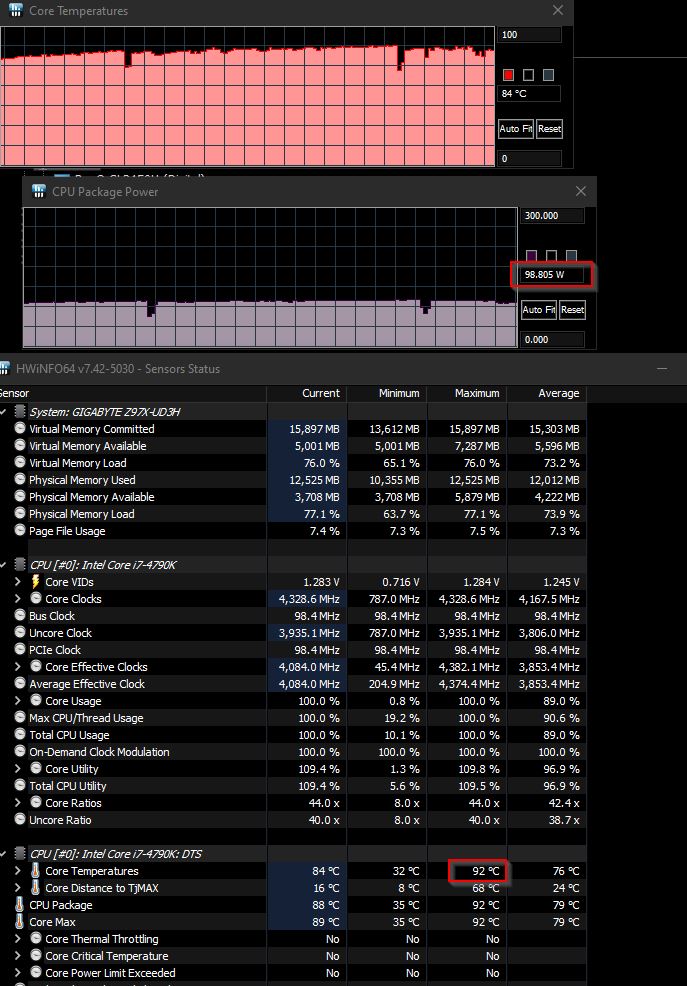 Core Temperatures
100
84 °C
Auto Fit Reset
0
CPU Package Power
300.000
98.805 W
Auto Fit Reset
0.000
HWiNFO64 v7.42-5030 - Sensors Status
Sensor Current Minimum Maximum Average
System: GIGABYTE Z97X-UD3H
Virtual Memory Committed 15,897 MB 13,612 MB 15,897 MB 15,303 MB
Virtual Memory Available 5,001 MB 5,001 MB 7,287 MB 5,596 MB
Virtual Memory Load 76.0 % 65.1 % 76.0 % 73.2 %
Physical Memory Used 12,525 MB 10,355 MB 12,525 MB 12,012 MB
Physical Memory Available 3,708 MB 3,708 MB 5,879 MB 4,222 MB
Physical Memory Load 77.1 % 63.7 % 77.1 % 73.9 %
Page File Usage 7.4 % 7.3 % 7.5 % 7.3 %
CPU [#0]: Intel Core i7-4790K
Core VIDs 1.283 V 0.716 V 1.284 V 1.245 V
Core Clocks 4,328.6 MHz 787.0 MHz 4,328.6 MHz 4,167.5 MHz
Bus Clock 98.4 MHz 98.4 MHz 98.4 MHz 98.4 MHz
Uncore Clock 3,935.1 MHz 787.0 MHz 3,935.1 MHz 3,806.0 MHz
PCIe Clock 98.4 MHz 98.4 MHz 98.4 MHz 98.4 MHz
Core Effective Clocks 4,084.0 MHz 45.4 MHz 4,382.1 MHz 3,853.4 MHz
Average Effective Clock 4,084.0 MHz 204.9 MHz 4,374.4 MHz 3,853.4 MHz
Core Usage 100.0 % 0.8 % 100.0 % 89.0 %
Max CPU/Thread Usage 100.0 % 19.2 % 100.0 % 90.6 %
Total CPU Usage 100.0 % 10.1 % 100.0 % 89.0 %
On-Demand Clock Modulation 100.0 % 100.0 % 100.0 % 100.0 %
Core Utility 109.4 % 1.3 % 109.8 % 96.9 %
Total CPU Utility 109.4 % 5.6 % 109.5 % 96.9 %
Core Ratios 44.0 x 8.0 x 44.0 x 42.4 x
Uncore Ratio 40.0 x 8.0 x 40.0 x 38.7 x
CPU [#0]: Intel Core i7-4790K: DTS
Core Temperatures 84 °C 32 °C 92 °C 76 °C
Core Distance to TjMAX 16 °C 8 °C 68 °C 24 °C
CPU Package 88 °C 35 °C 92 °C 79 °C
Core Max 89 °C 35 °C 92 °C 79 °C
Core Thermal Throttling No No No
Core Critical Temperature No No No
Core Power Limit Exceeded No No No